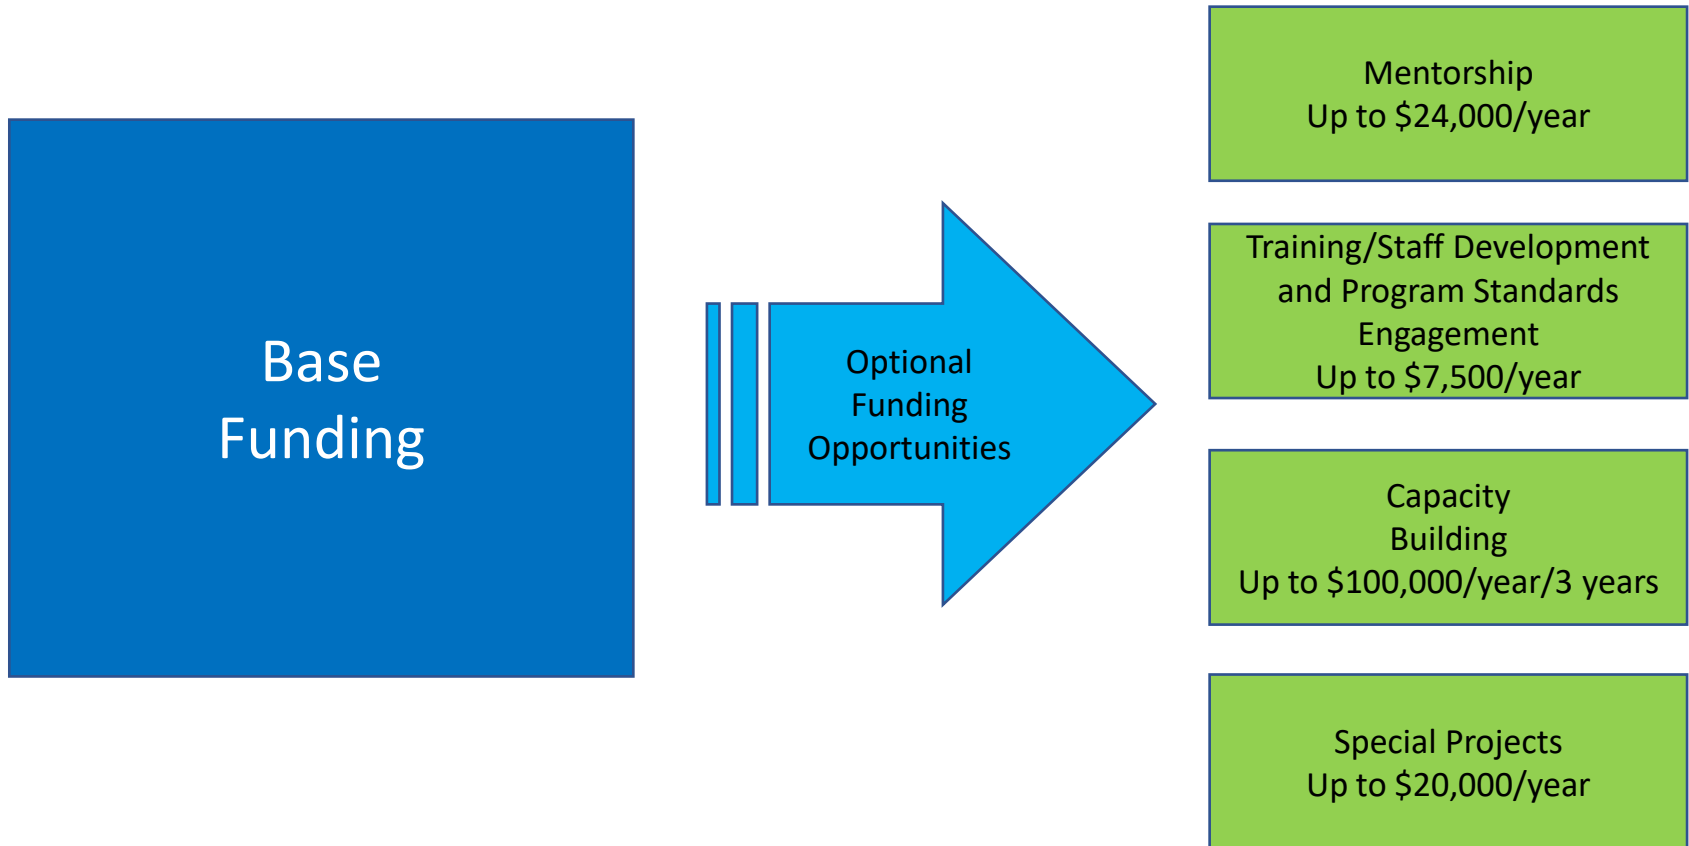 Base
Funding
Optional
Funding
Opportunities
Mentorship
Up to $24,000/year
Training/Staff Development
and Program Standards
Engagement
Up to $7,500/year
Capacity
Building
Up to $100,000/year/3 years
Special Projects
Up to $20,000/year